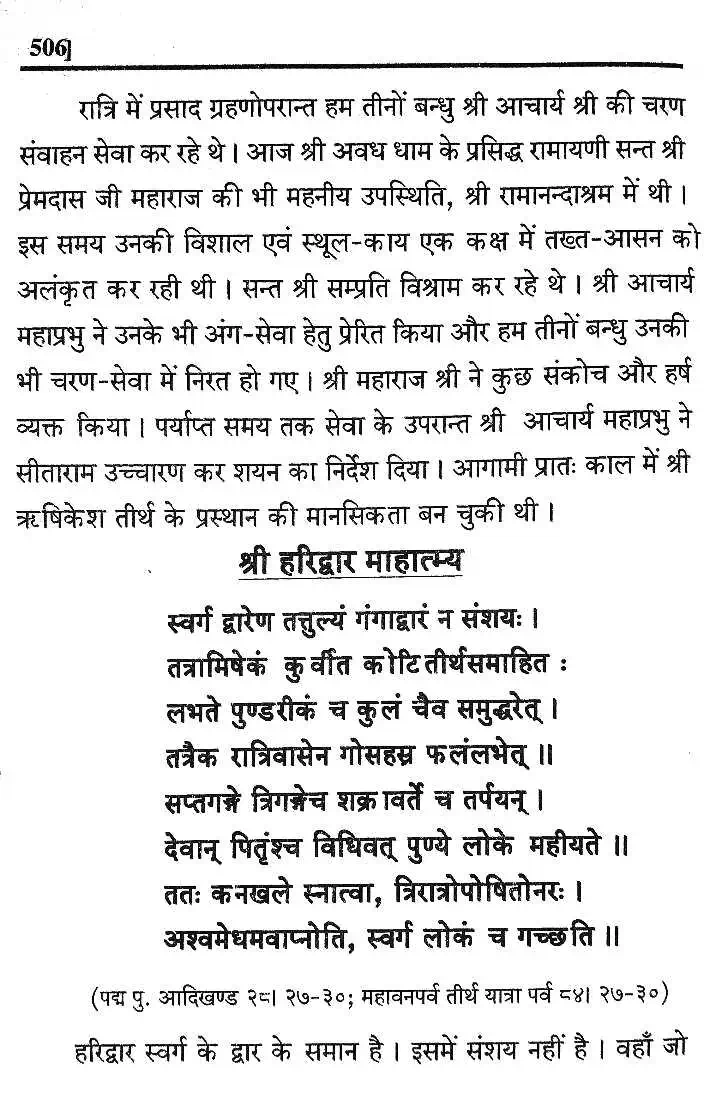 506]
रात्रि में प्रसाद ग्रहणोपरान्त हम तीनों बन्धु श्री आचार्य श्री की चरण
संवाहन सेवा कर रहे थे। आज श्री अवध धाम के प्रसिद्ध रामायणी सन्त श्री
प्रेमदास जी महाराज की भी महनीय उपस्थिति, श्री रामानन्दाश्रम में थी।
इस समय उनकी विशाल एवं स्थूल-काय एक कक्ष में तख्त-आसन को
अलंकृत कर रही थी। सन्त श्री सम्प्रति विश्राम कर रहे थे। श्री आचार्य
महाप्रभु ने उनके भी अंग-सेवा हेतु प्रेरित किया और हम तीनों बन्धु उनकी
भी चरण-सेवा में निरत हो गए। श्री महाराज श्री ने कुछ संकोच और हर्ष
व्यक्त किया। पर्याप्त समय तक सेवा के उपरान्त श्री आचार्य महाप्रभु ने
सीताराम उच्चारण कर शयन का निर्देश दिया। आगामी प्रातः काल में श्री
ऋषिकेश तीर्थ के प्रस्थान की मानसिकता बन चुकी थी।
श्री हरिद्वार माहात्म्य
स्वर्ग द्वारेण तत्तुल्यं गंगाद्वारं न संशयः।
तत्रामिषेकं कुर्वीत कोटितीर्थसमाहित :
लभते पुण्डरीकं च कुलं चैव समुद्धरेत्।
तत्रैक रात्रिवासेन गोसहस्र फलंलभेत्॥
सप्तगङ्गे त्रिगङ्गेच शक्रावर्ते च तर्पयन्।
देवान् पितृंश्च विधिवत् पुण्ये लोके महीयते॥
ततः कनखले स्नात्वा, त्रिरात्रोपोषितोनरः।
अश्वमेधमवाप्नोति, स्वर्ग लोकं च गच्छति॥
(पद्म पु. आदिखण्ड २८। २७-३०; महावनपर्व तीर्थ यात्रा पर्व ८४। २७-३०)
हरिद्वार स्वर्ग के द्वार के समान है। इसमें संशय नहीं है। वहाँ जो